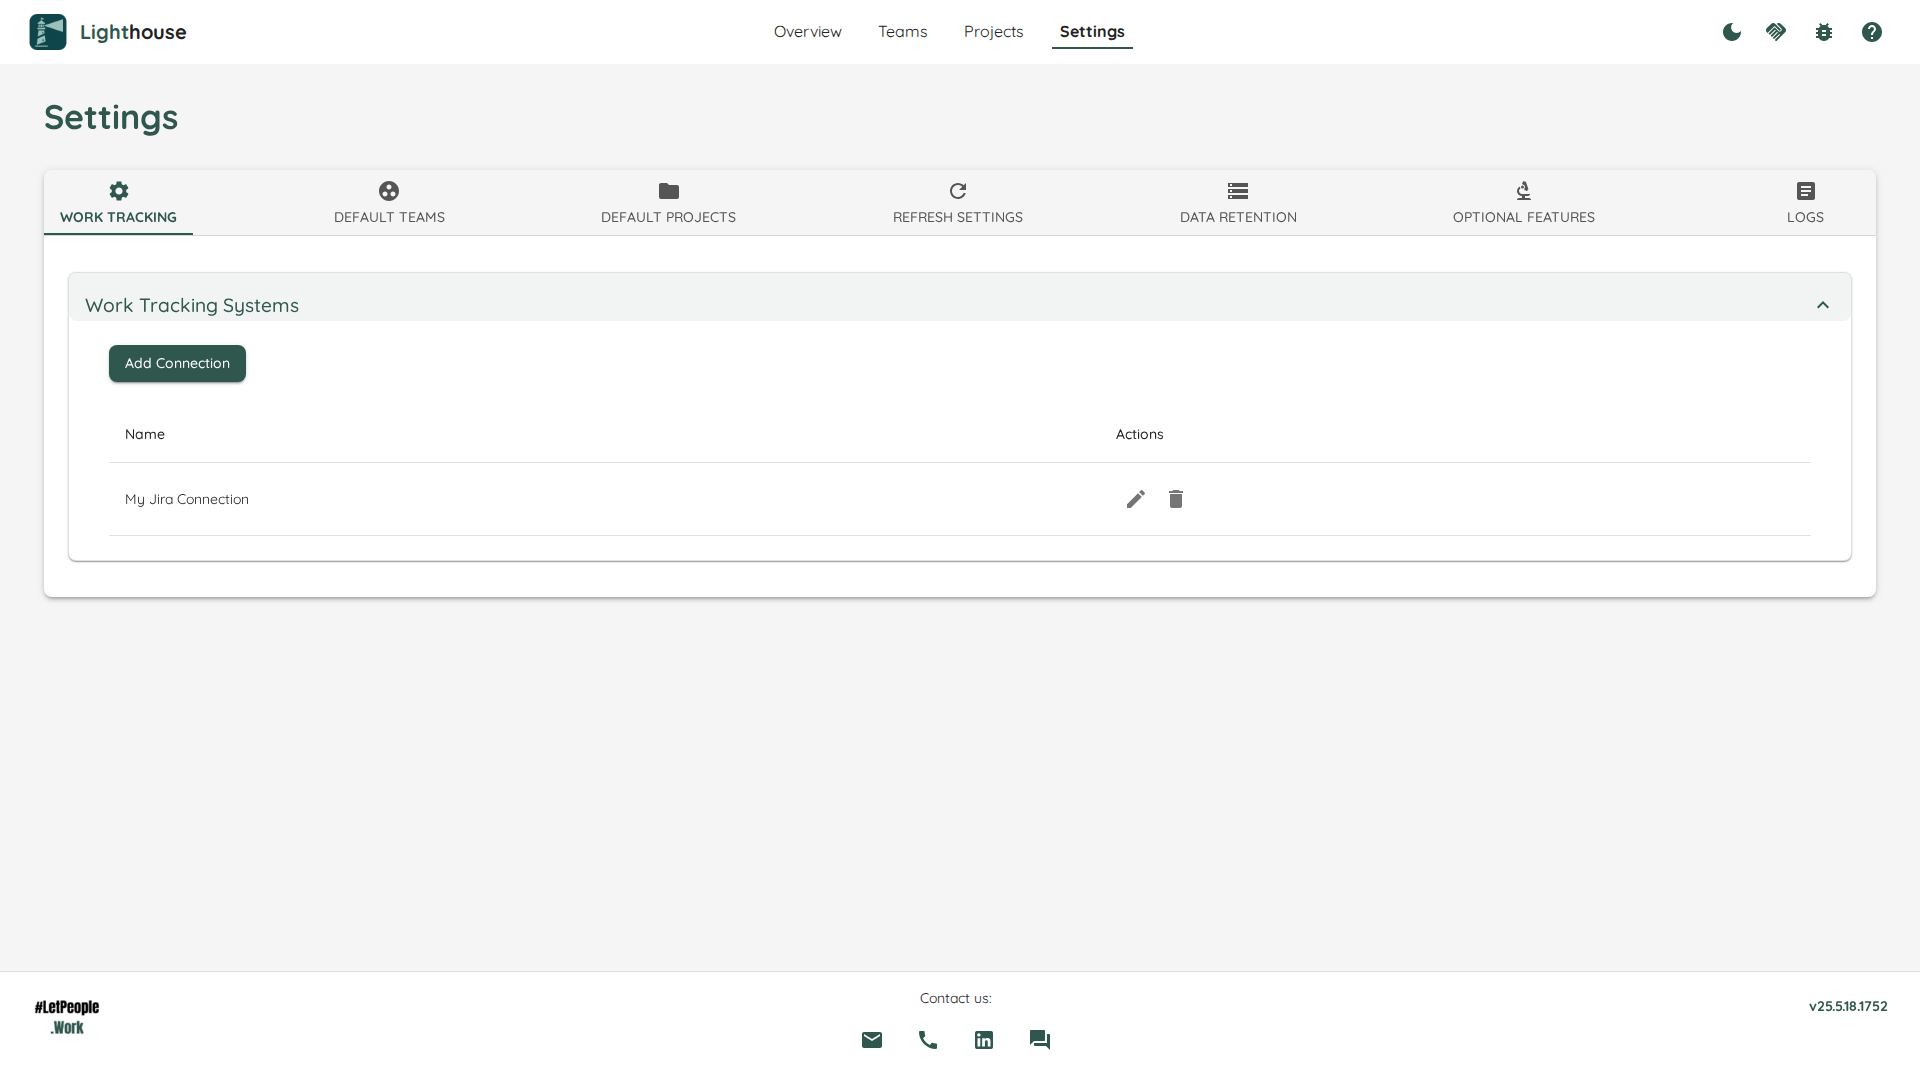 Lighthouse
Overview
Teams
Projects
Settings
Settings
WORK TRACKING
DEFAULT TEAMS
DEFAULT PROJECTS
REFRESH SETTINGS
DATA RETENTION
OPTIONAL FEATURES
LOGS
Work Tracking Systems
Add Connection
Name
Actions
My Jira Connection
#LetPeople
.Work
Contact us:
v25.5.18.1752